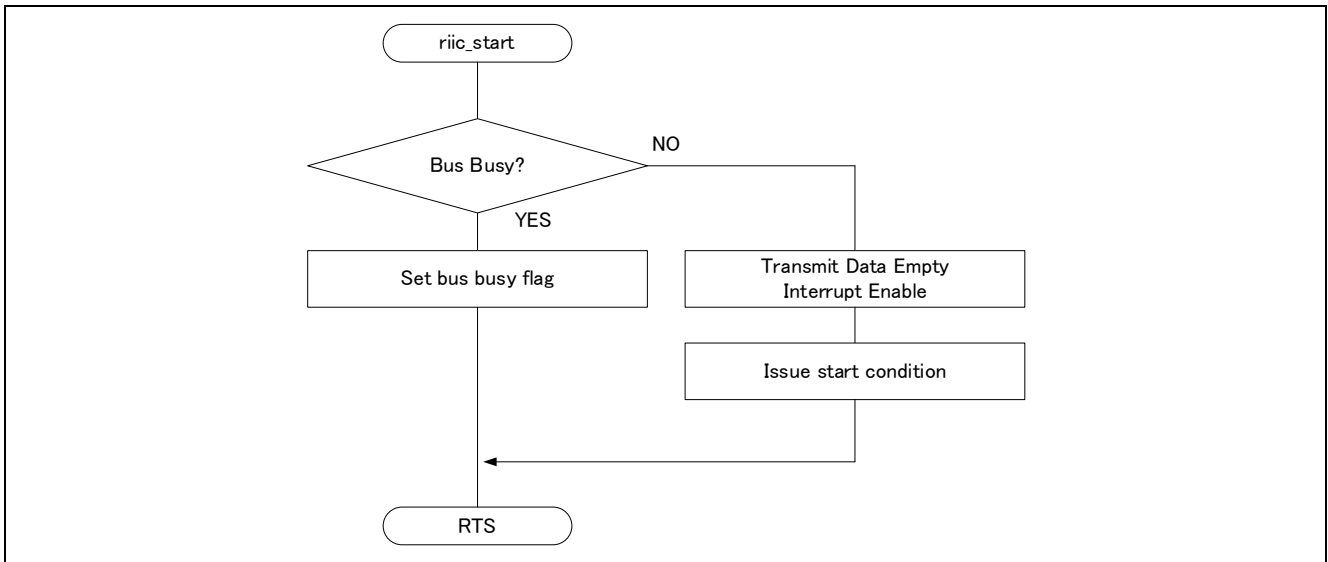 riic_start
Bus Busy?
NO
YES
Set bus busy flag
Transmit Data Empty
Interrupt Enable
Issue start condition
RTS